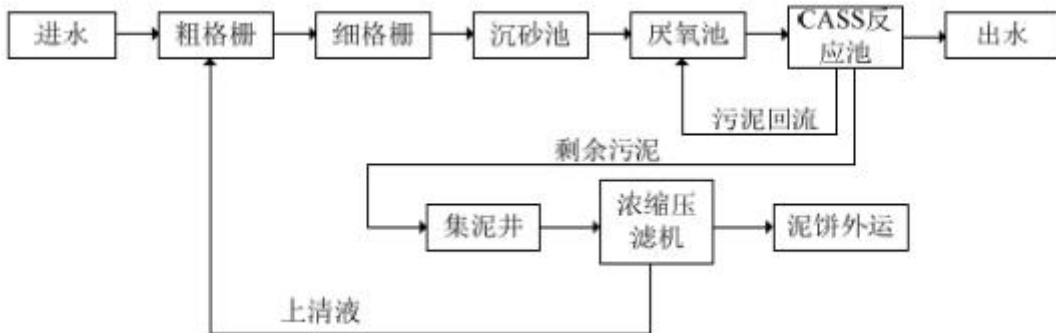 进水
粗格栅
细格栅
沉砂池
厌氧池
CASS反
应池
出水
污泥回流
剩余污泥
集泥井
浓缩压
滤机
泥饼外运
上清液